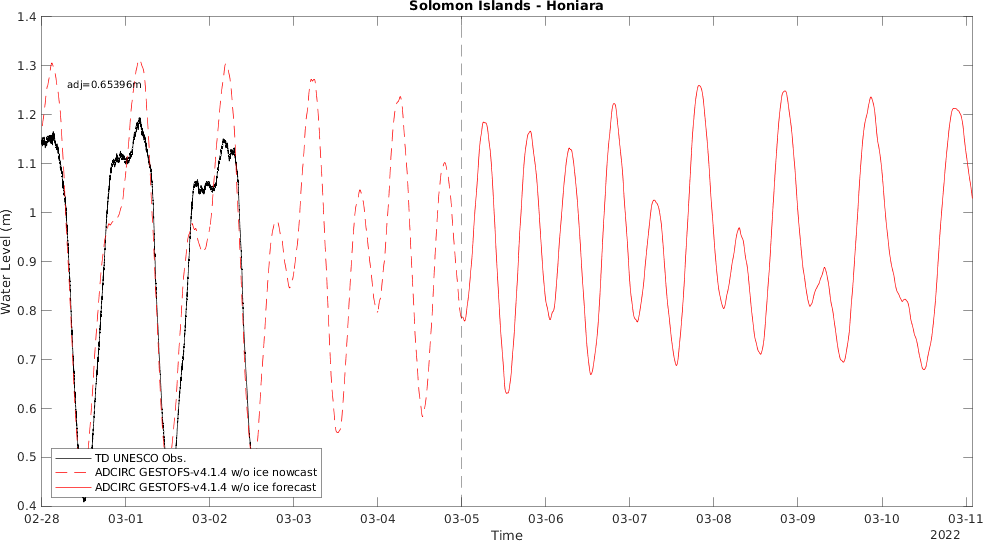 Solomon Islands - Honiara
1.4
1.3
1.2
1.1
1
0.9
0.8
0.7
0.6
0.5
0.4
Water Level (m)
adj=0.65396m
TD UNESCO Obs.
ADCIRC GESTOFS-v4.1.4 w/o ice nowcast
ADCIRC GESTOFS-v4.1.4 w/o ice forecast
02-28 03-01 03-02 03-03 03-04 03-05 03-06 03-07 03-08 03-09 03-10 03-11
Time
2022